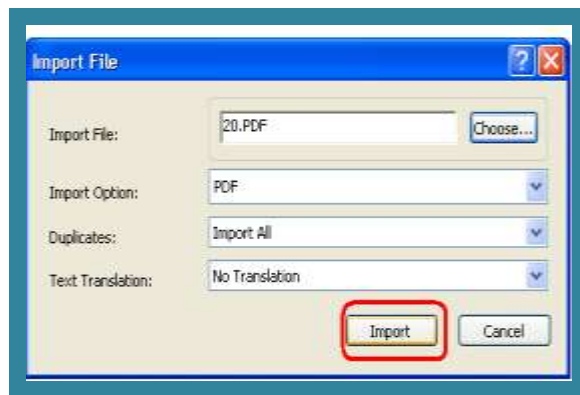 Import File
Import File: 20.PDF Choose...
Import Option: PDF
Duplicates: Import All
Text Translation: No Translation
Import Cancel